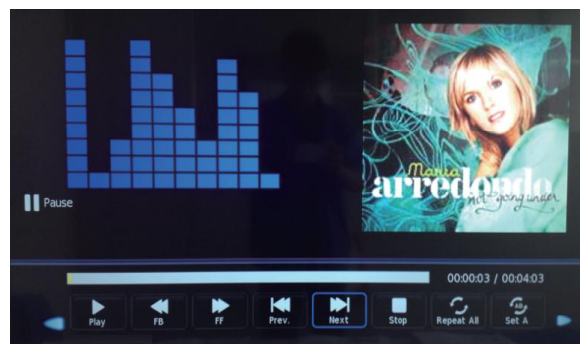 Maria
arredondo
not going under
Pause
00:00:03 / 00:04:03
Play
FB
FF
Prev.
Next
Stop
Repeat All
AB
Set A